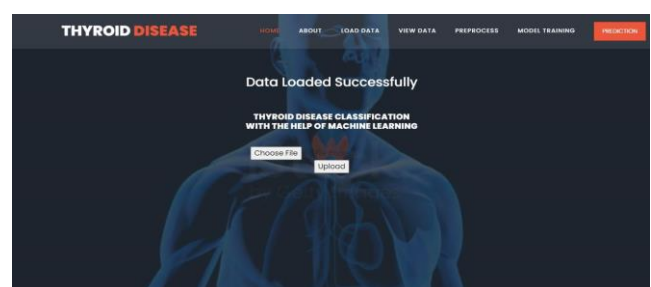 THYROID DISEASE
HOME ABOUT LOAD DATA VIEW DATA PREPROCESS MODEL TRAINING PREDICTION
Data Loaded Successfully
THYROID DISEASE CLASSIFICATION
WITH THE HELP OF MACHINE LEARNING
Choose File
Upload